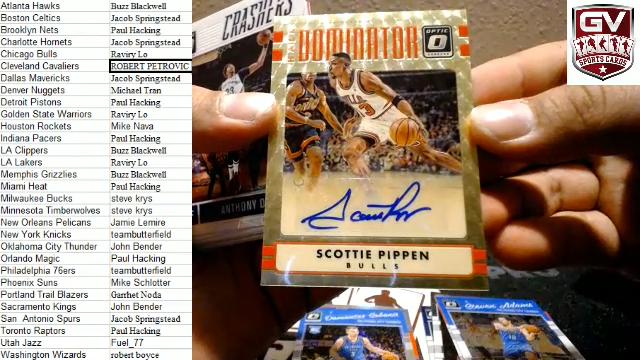 Atlanta Hawks Buzz Blackwell
Boston Celtics Jacob Springstead
Brooklyn Nets Paul Hacking
Charlotte Hornets Jacob Springstead
Chicago Bulls Raviry Lo
Cleveland Cavaliers ROBERT PETROVIC
Dallas Mavericks Jacob Springstead
Denver Nuggets Michael Tran
Detroit Pistons Paul Hacking
Golden State Warriors Raviry Lo
Houston Rockets Mike Nava
Indiana Pacers Paul Hacking
LA Clippers Buzz Blackwell
LA Lakers Raviry Lo
Memphis Grizzlies Buzz Blackwell
Miami Heat Paul Hacking
Milwaukee Bucks steve krys
Minnesota Timberwolves steve krys
New Orleans Pelicans Jamie Lemire
New York Knicks teambutterfield
Oklahoma City Thunder John Bender
Orlando Magic Paul Hacking
Philadelphia 76ers teambutterfield
Phoenix Suns Mike Schlotter
Portland Trail Blazers Garrhet Noda
Sacramento Kings John Bender
San Antonio Spurs Jacob Springstead
Toronto Raptors Paul Hacking
Utah Jazz Fuel_77
Washington Wizards robert boyce
CRASHERS
ANTHONY D
DOMINATOR
OPTIC
SCOTTIE PIPPEN
BULLS
Domantas Sabonis
Steven Adams
GV
SPORTS CARDS